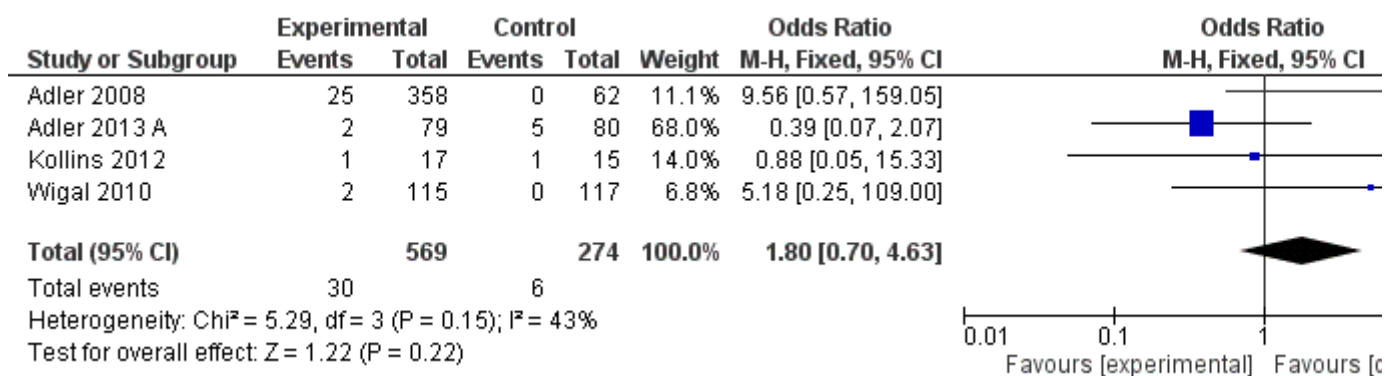 Experimental Control Odds Ratio Odds Ratio
Study or Subgroup Events Total Events Total Weight M-H, Fixed, 95% CI M-H, Fixed, 95% CI
Adler 2008 25 358 0 62 11.1% 9.56 [0.57, 159.05]
Adler 2013 A 2 79 5 80 68.0% 0.39 [0.07, 2.07]
Kollins 2012 1 17 1 15 14.0% 0.88 [0.05, 15.33]
Wigal 2010 2 115 0 117 6.8% 5.18 [0.25, 109.00]
Total (95% CI) 569 274 100.0% 1.80 [0.70, 4.63]
Total events 30 6
Heterogeneity: Chi² = 5.29, df = 3 (P = 0.15); I² = 43%
Test for overall effect: Z = 1.22 (P = 0.22)
0.01 0.1 1
Favours [experimental] Favours